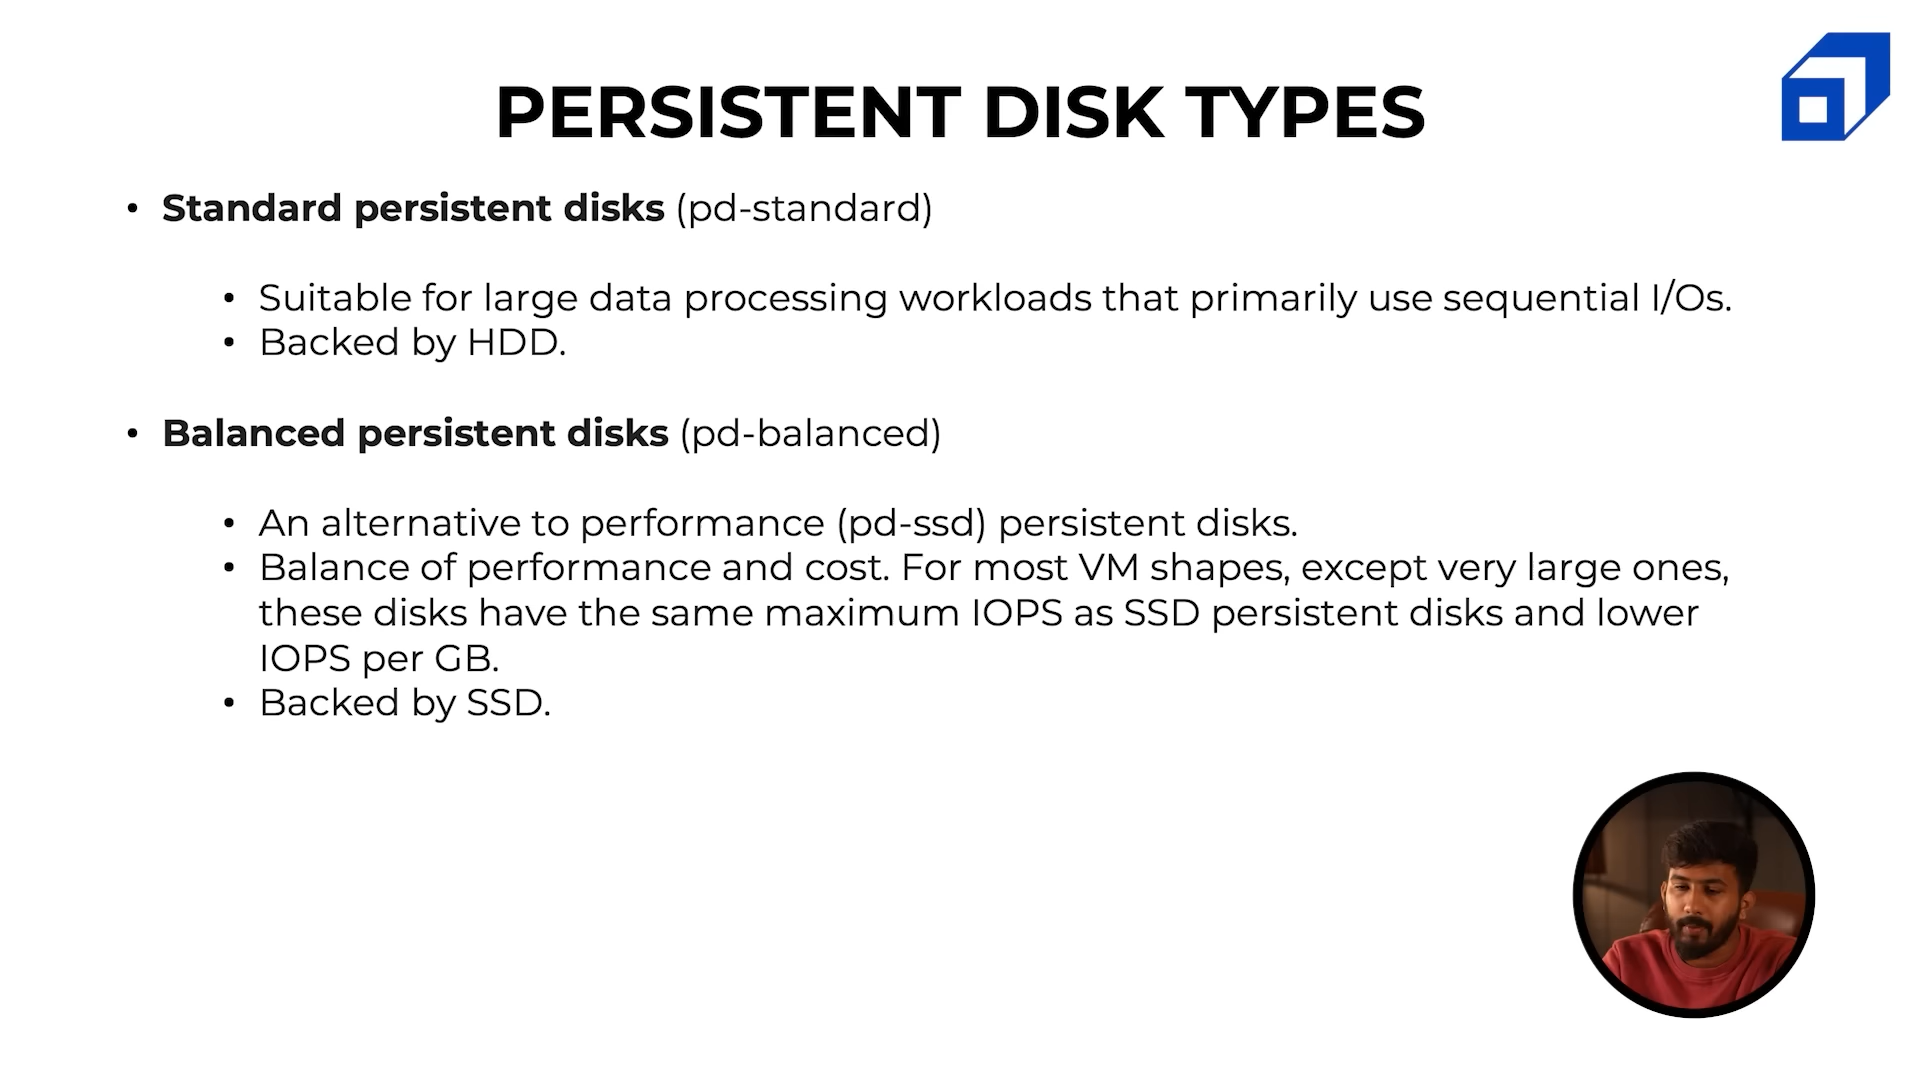 PERSISTENT DISK TYPES
• Standard persistent disks (pd-standard)
• Suitable for large data processing workloads that primarily use sequential I/Os.
• Backed by HDD.
• Balanced persistent disks (pd-balanced)
• An alternative to performance (pd-ssd) persistent disks.
• Balance of performance and cost. For most VM shapes, except very large ones,
these disks have the same maximum IOPS as SSD persistent disks and lower
IOPS per GB.
• Backed by SSD.